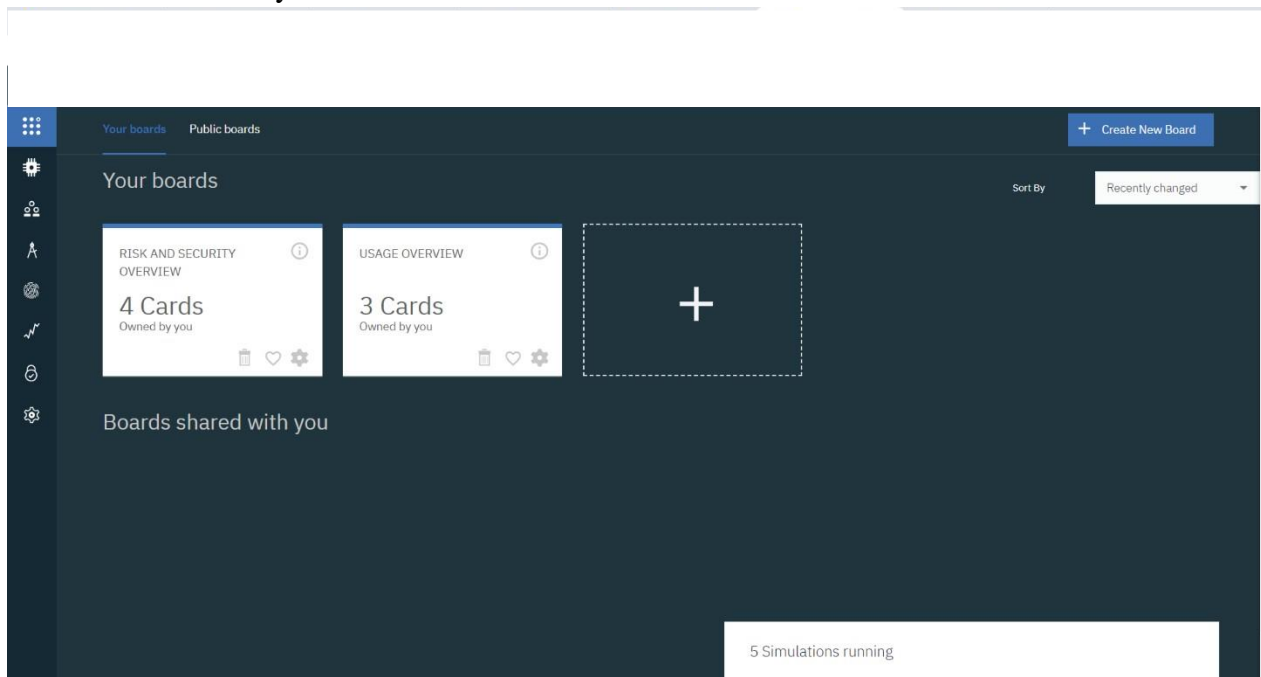 Your boards Public boards + Create New Board
Your boards
Sort By Recently changed
RISK AND SECURITY
OVERVIEW
4 Cards
Owned by you
USAGE OVERVIEW
3 Cards
Owned by you
Boards shared with you
5 Simulations running